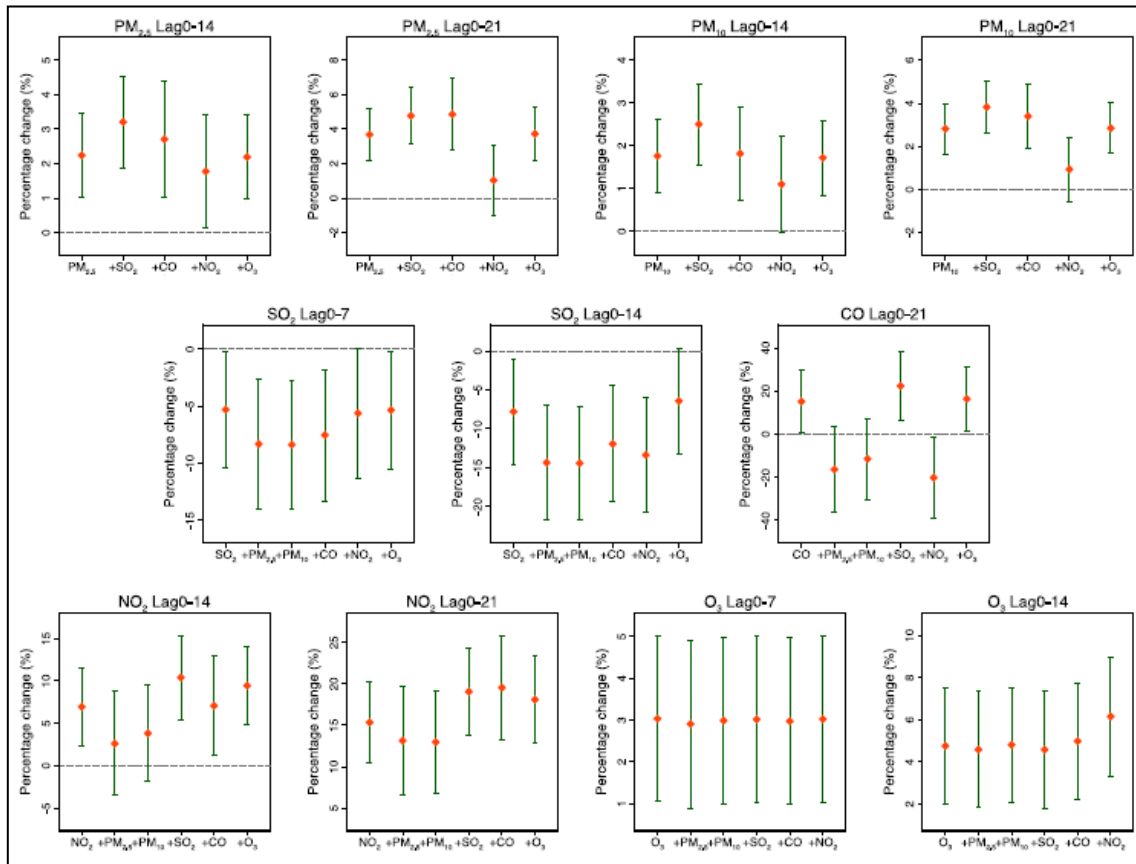 PM₂.₅ Lag0-14
Percentage change (%)
5
4
3
2
1
0
PM₂.₅ +SO₂ +CO +NO₂ +O₃
PM₂.₅ Lag0-21
Percentage change (%)
8
6
4
2
0
-2
PM₂.₅ +SO₂ +CO +NO₂ +O₃
PM₁₀ Lag0-14
Percentage change (%)
4
3
2
1
0
PM₁₀ +SO₂ +CO +NO₂ +O₃
PM₁₀ Lag0-21
Percentage change (%)
6
4
2
0
-2
PM₁₀ +SO₂ +CO +NO₂ +O₃
SO₂ Lag0-7
Percentage change (%)
0
-5
-10
-15
SO₂ +PM₂.₅ +PM₁₀ +CO +NO₂ +O₃
SO₂ Lag0-14
Percentage change (%)
0
-5
-10
-15
-20
SO₂ +PM₂.₅ +PM₁₀ +CO +NO₂ +O₃
CO Lag0-21
Percentage change (%)
40
20
0
-20
-40
CO +PM₂.₅ +PM₁₀ +SO₂ +NO₂ +O₃
NO₂ Lag0-14
Percentage change (%)
15
10
5
0
-5
NO₂ +PM₂.₅ +PM₁₀ +SO₂ +CO +O₃
NO₂ Lag0-21
Percentage change (%)
25
20
15
10
5
NO₂ +PM₂.₅ +PM₁₀ +SO₂ +CO +O₃
O₃ Lag0-7
Percentage change (%)
5
4
3
2
1
O₃ +PM₂.₅ +PM₁₀ +SO₂ +CO +NO₂
O₃ Lag0-14
Percentage change (%)
10
8
6
4
2
O₃ +PM₂.₅ +PM₁₀ +SO₂ +CO +NO₂